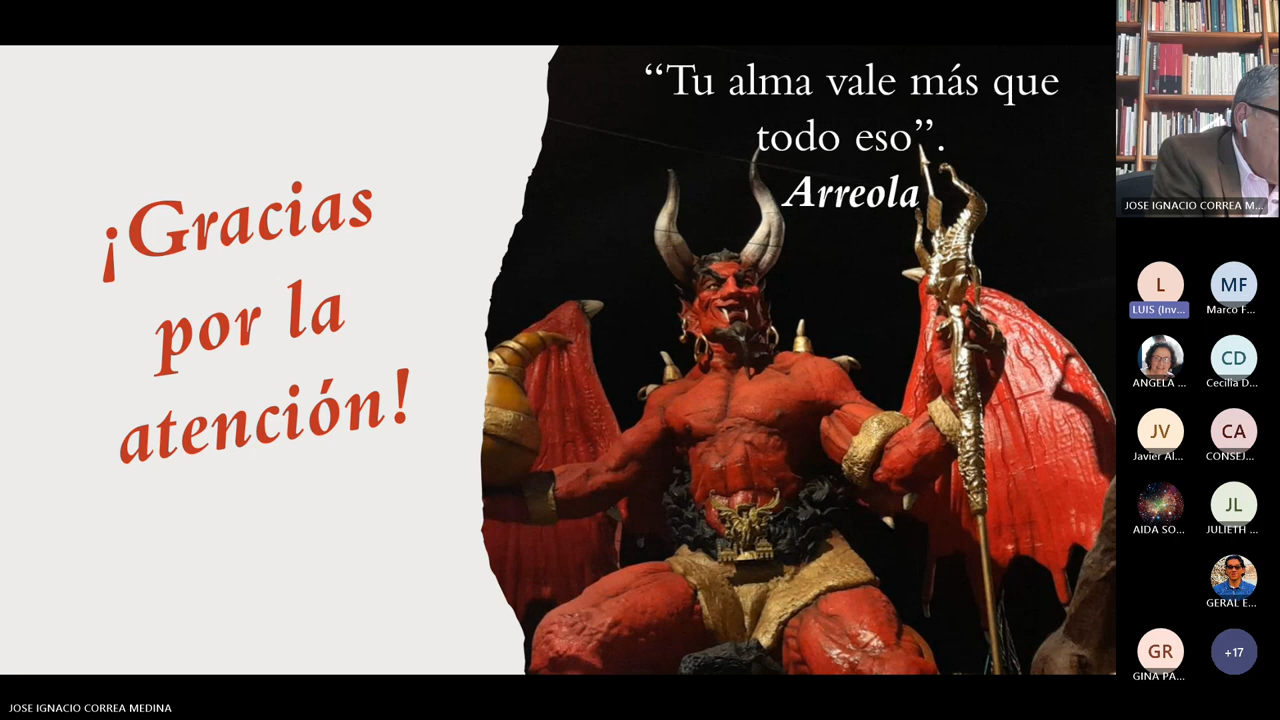 ¡Gracias
por la
atención!
“Tu alma vale más que
todo eso”.
Arreola
JOSE IGNACIO CORREA M...
L
MF
LUIS (Inv...
Marco F...
CD
ANGELA ...
Cecilia D...
JV
CA
Javier Al...
CONSEJ...
JL
AIDA SO...
JULIETH ...
GERAL E...
GR
+17
GINA PA...
JOSE IGNACIO CORREA MEDINA